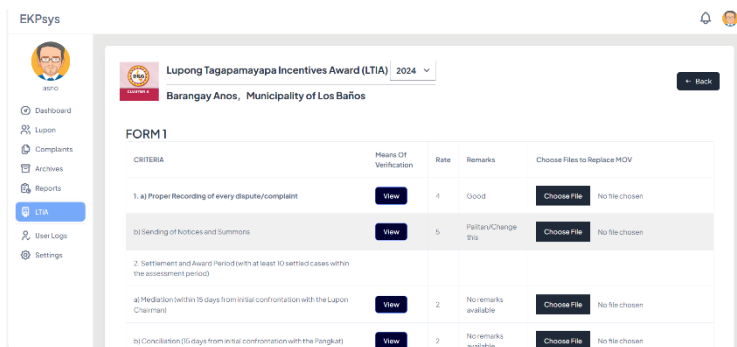 EKPsys
asno
Dashboard
Lupon
Complaints
Archives
Reports
LTIA
User Logs
Settings
Lupong Tagapamayapa Incentives Award (LTIA) 2024
Barangay Anos, Municipality of Los Baños
← Back
CLUSTER A
FORM 1
CRITERIA
Means Of
Verification
Rate
Remarks
Choose Files to Replace MOV
1. a) Proper Recording of every dispute/complaint
View
4
Good
Choose File No file chosen
b) Sending of Notices and Summons
View
5
Palitan/Change
this
Choose File No file chosen
2. Settlement and Award Period (with at least 10 settled cases within
the assessment period)
a) Mediation (within 15 days from initial confrontation with the Lupon
Chairman)
View
2
No remarks
available
Choose File No file chosen
b) Conciliation (15 days from initial confrontation with the Pangkat)
View
2
No remarks
available
Choose File No file chosen